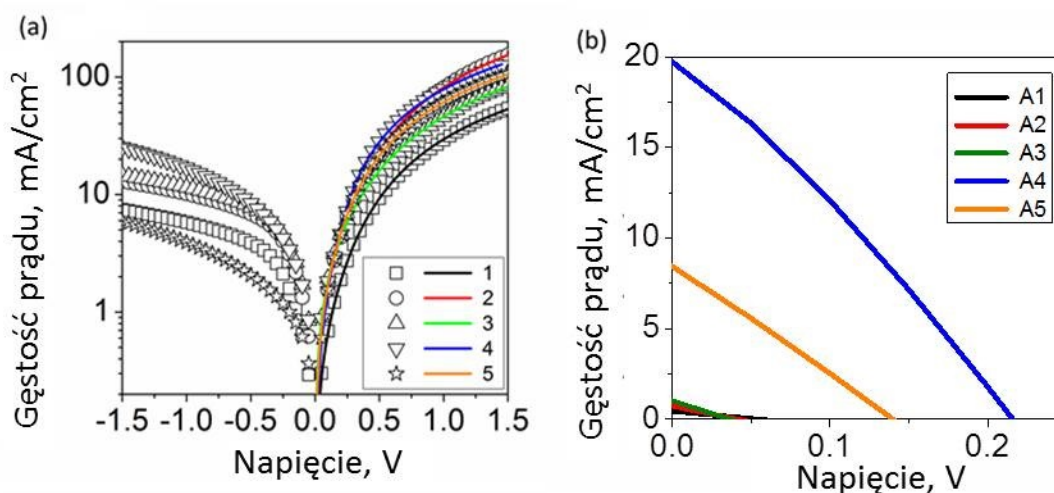 (a)
Gęstość prądu, mA/cm²
100
10
1
1
2
3
4
5
-1.5 -1.0 -0.5 0.0 0.5 1.0 1.5
Napięcie, V
(b)
Gęstość prądu, mA/cm²
20
15
10
5
0
A1
A2
A3
A4
A5
0.0 0.1 0.2
Napięcie, V